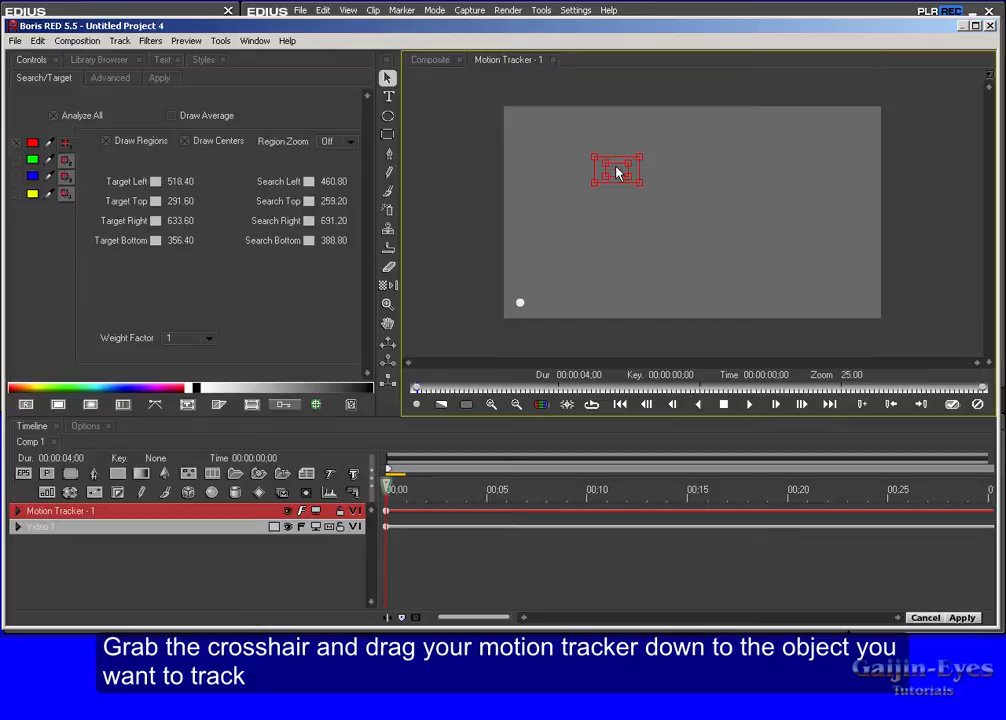 EDIUS
EDIUS File Edit View Clip Marker Mode Capture Render Tools Settings Help PLR REC
Boris RED 5.5 - Untitled Project 4
File Edit Composition Track Filters Preview Tools Window Help
Controls Library Browser Text Styles
Composite Motion Tracker - 1
Search/Target Advanced Apply
Analyze All Draw Average
Draw Regions Draw Centers Region Zoom Off
Target Left 518.40 Search Left 460.80
Target Top 291.60 Search Top 259.20
Target Right 633.60 Search Right 691.20
Target Bottom 356.40 Search Bottom 388.80
Weight Factor 1
Dur 00:00:04;00 Key. 00:00:00;00 Time 00:00:00;00 Zoom 25.00
Timeline Options
Comp 1
Dur. 00:00:04;00 Key. None Time 00:00:00;00
00:00 00;05 00;10 00;15 00;20 00;25
Motion Tracker - 1
Video 1
Cancel Apply
Grab the crosshair and drag your motion tracker down to the object you
want to track
Gaijin-Eyes
Tutorials